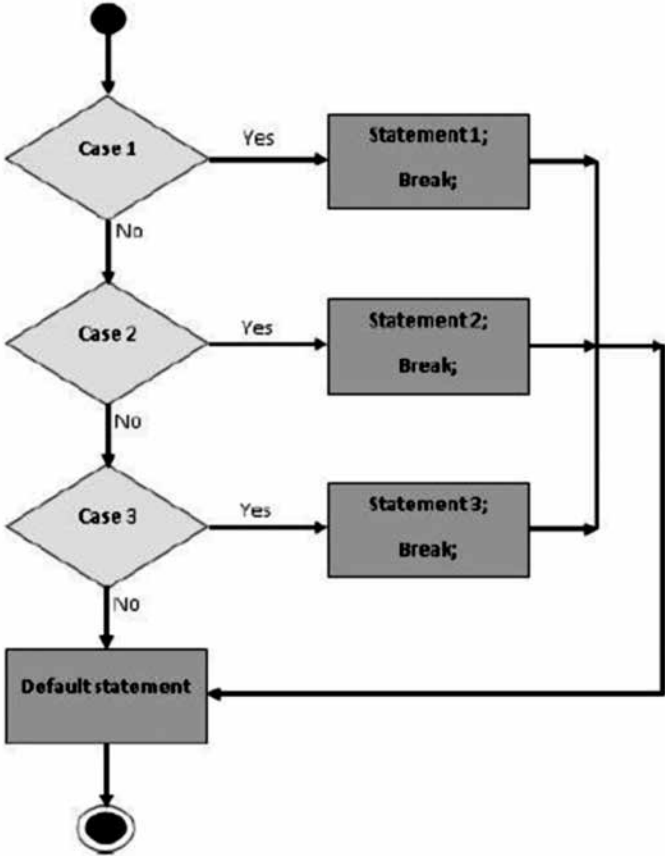 Case 1
Yes
Statement 1;
Break;
No
Case 2
Yes
Statement 2;
Break;
No
Case 3
Yes
Statement 3;
Break;
No
Default statement